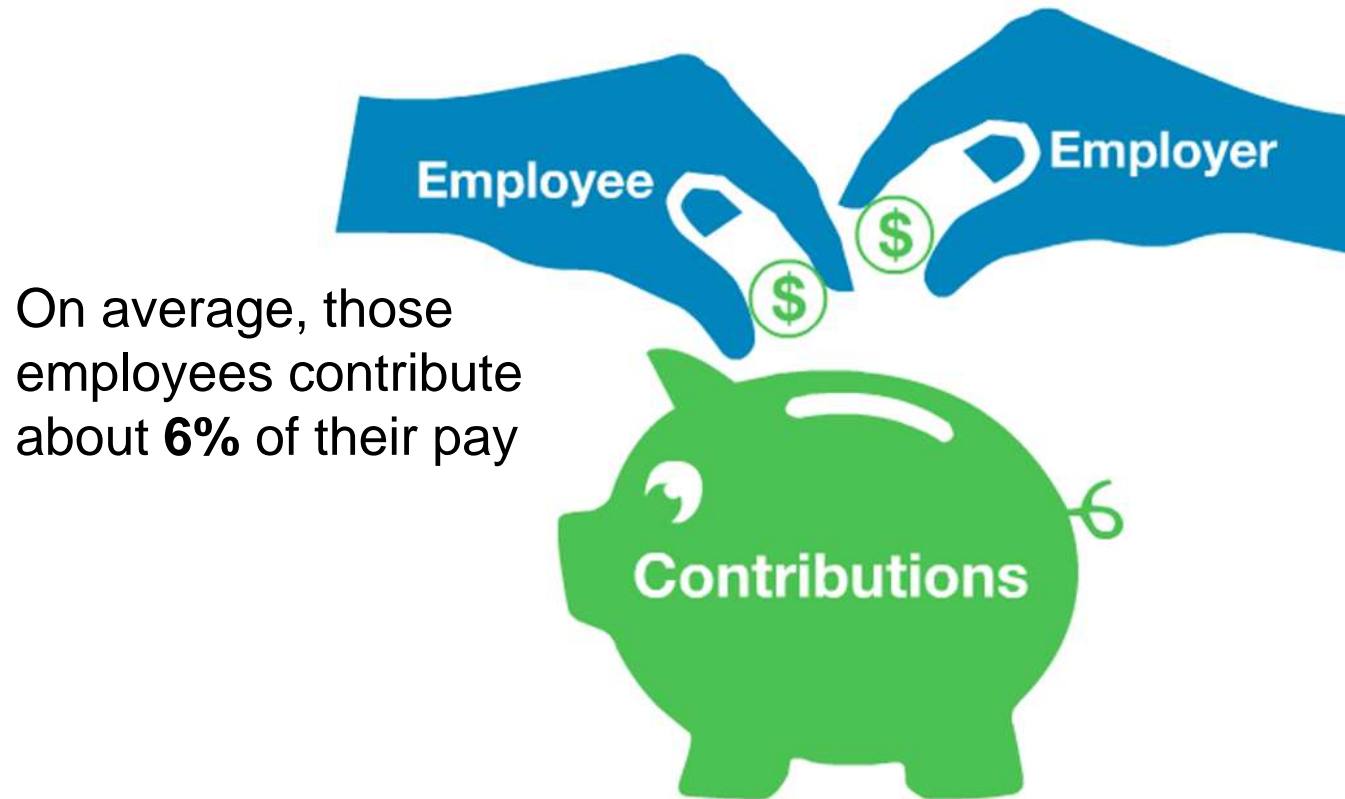 Employee
Employer
$
$
On average, those
employees contribute
about 6% of their pay
Contributions